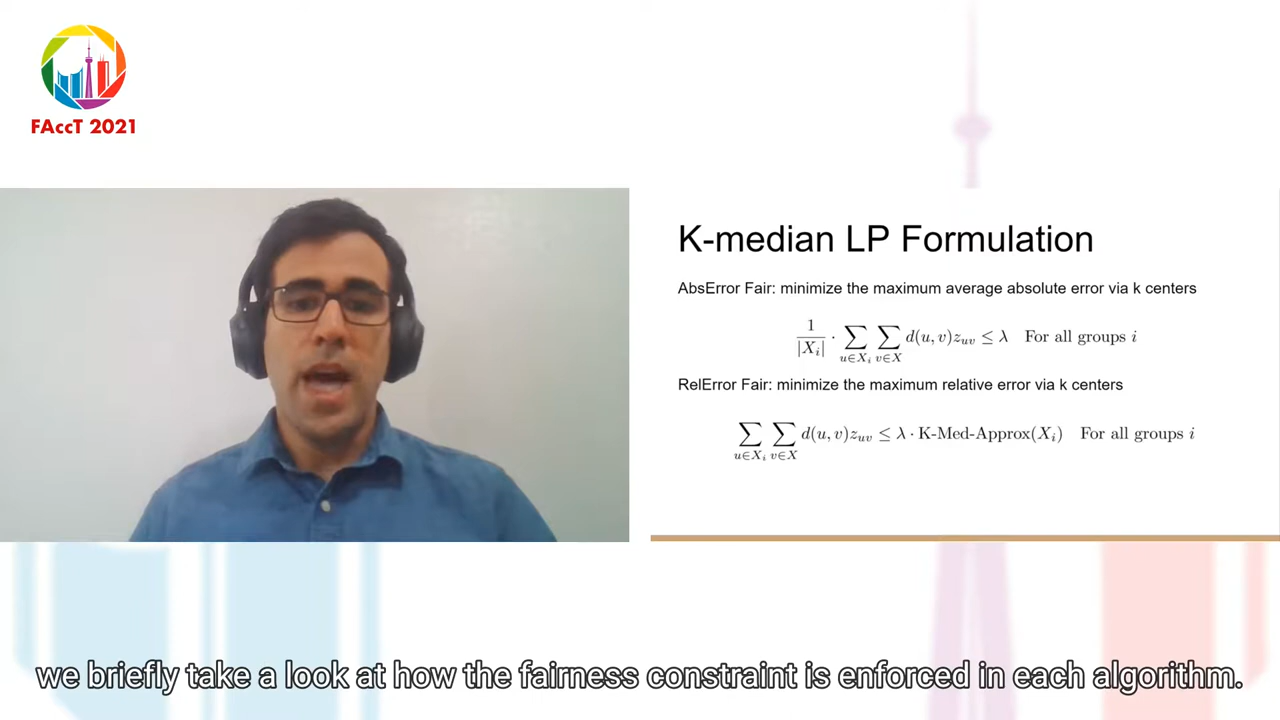 FAccT 2021
K-median LP Formulation
AbsError Fair: minimize the maximum average absolute error via k centers
1/|X_i| · ∑_{u∈X_i} ∑_{v∈X} d(u, v)z_{uv} ≤ λ For all groups i
RelError Fair: minimize the maximum relative error via k centers
∑_{u∈X_i} ∑_{v∈X} d(u, v)z_{uv} ≤ λ · K-Med-Approx(X_i) For all groups i
we briefly take a look at how the fairness constraint is enforced in each algorithm.